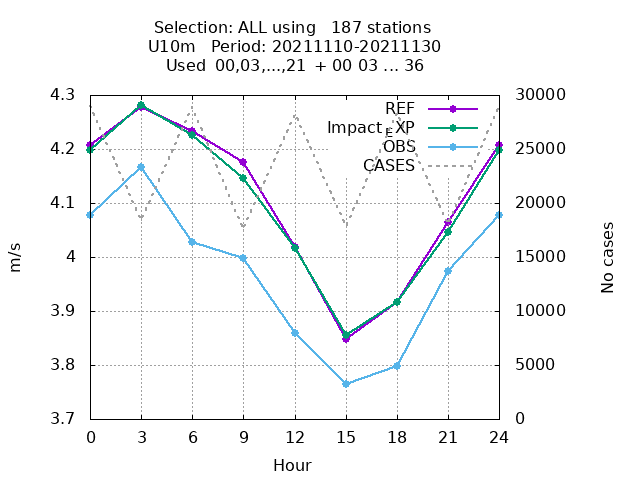 Selection: ALL using   187 stations
U10m   Period: 20211110-20211130
Used  00,03,...,21 + 00 03 ... 36
4.3
4.2
4.1
4
3.9
3.8
3.7
m/s
30000
25000
20000
15000
10000
5000
0
No cases
REF
Impact_EXP
OBS
CASES
0 3 6 9 12 15 18 21 24
Hour